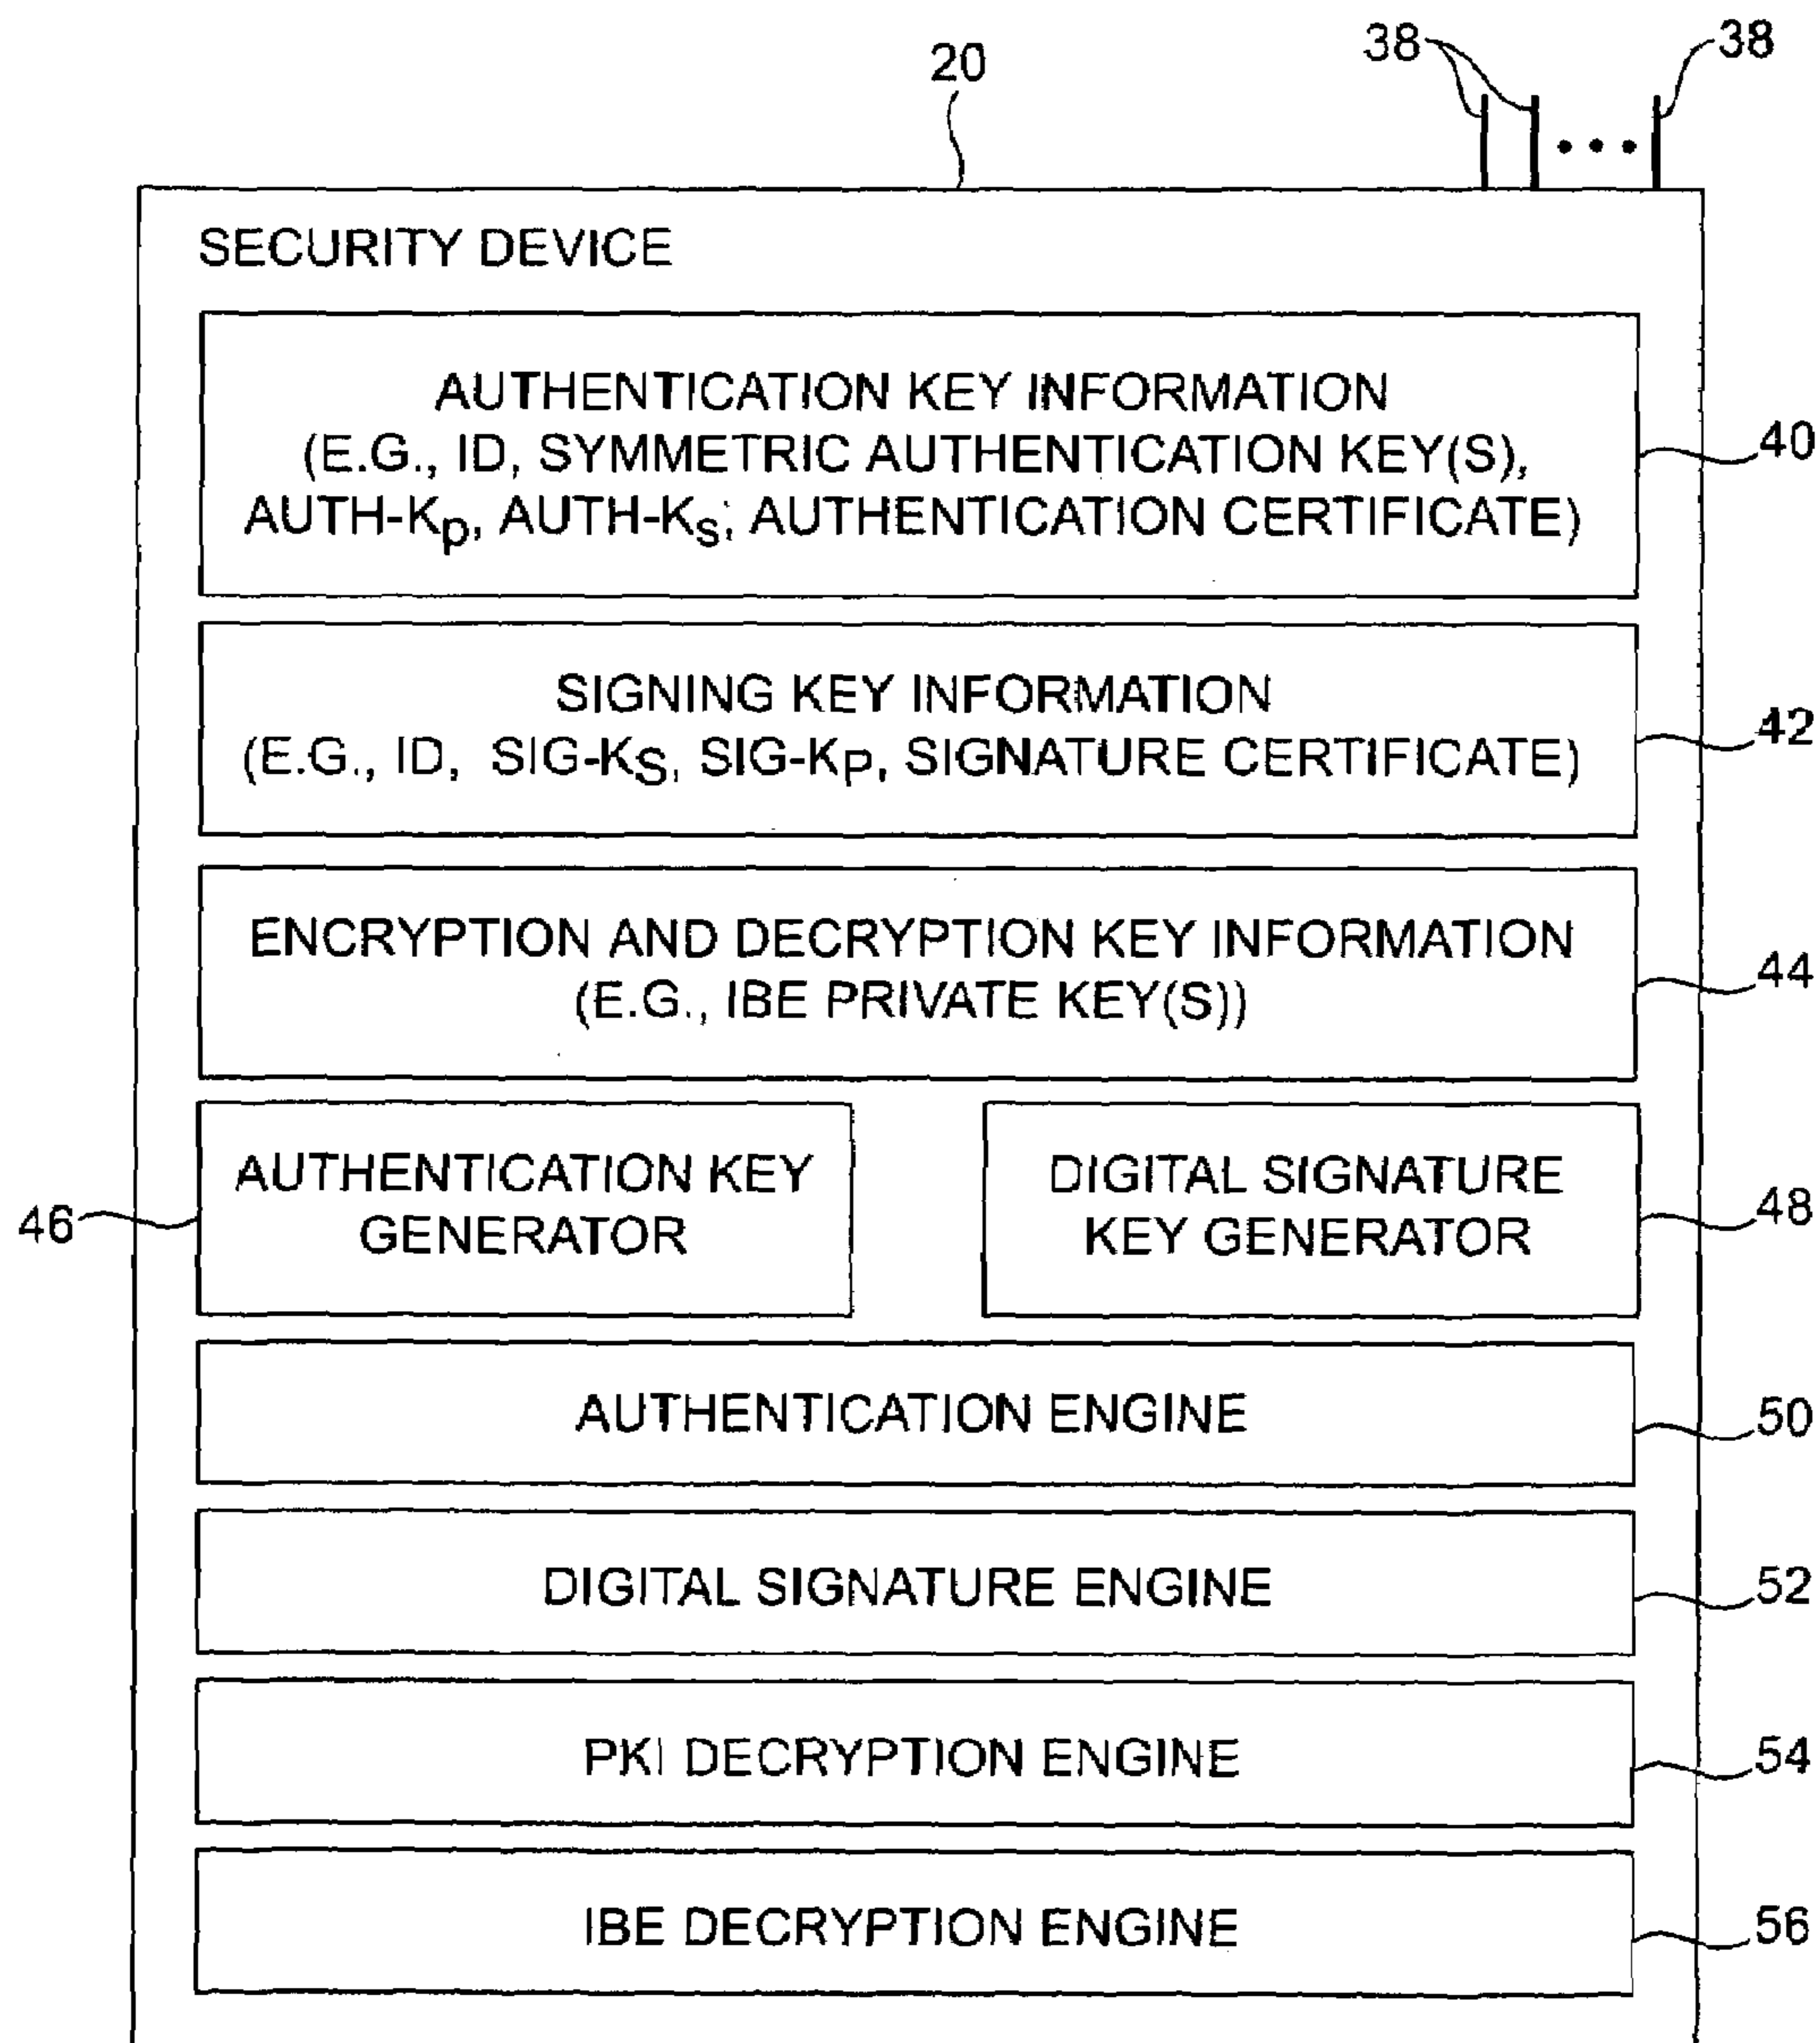 20
38
38
SECURITY DEVICE
AUTHENTICATION KEY INFORMATION
(E.G., ID, SYMMETRIC AUTHENTICATION KEY(S),
AUTH-Kp, AUTH-Ks, AUTHENTICATION CERTIFICATE)
40
SIGNING KEY INFORMATION
(E.G., ID, SIG-KS, SIG-KP, SIGNATURE CERTIFICATE)
42
ENCRYPTION AND DECRYPTION KEY INFORMATION
(E.G., IBE PRIVATE KEY(S))
44
46
AUTHENTICATION KEY
GENERATOR
DIGITAL SIGNATURE
KEY GENERATOR
48
AUTHENTICATION ENGINE
50
DIGITAL SIGNATURE ENGINE
52
PKI DECRYPTION ENGINE
54
IBE DECRYPTION ENGINE
56